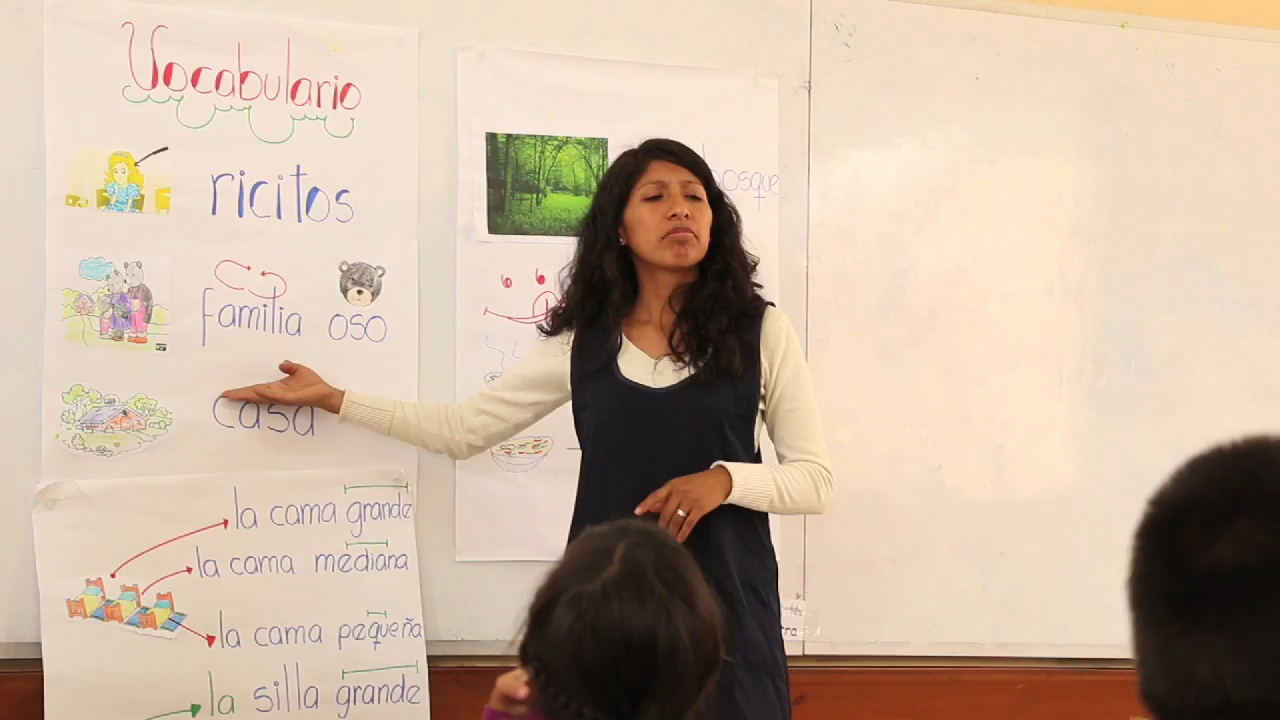 Vocabulario
ricitos
familia oso
casa
la cama grande
la cama mediana
la cama pequeña
la silla grande
bosque